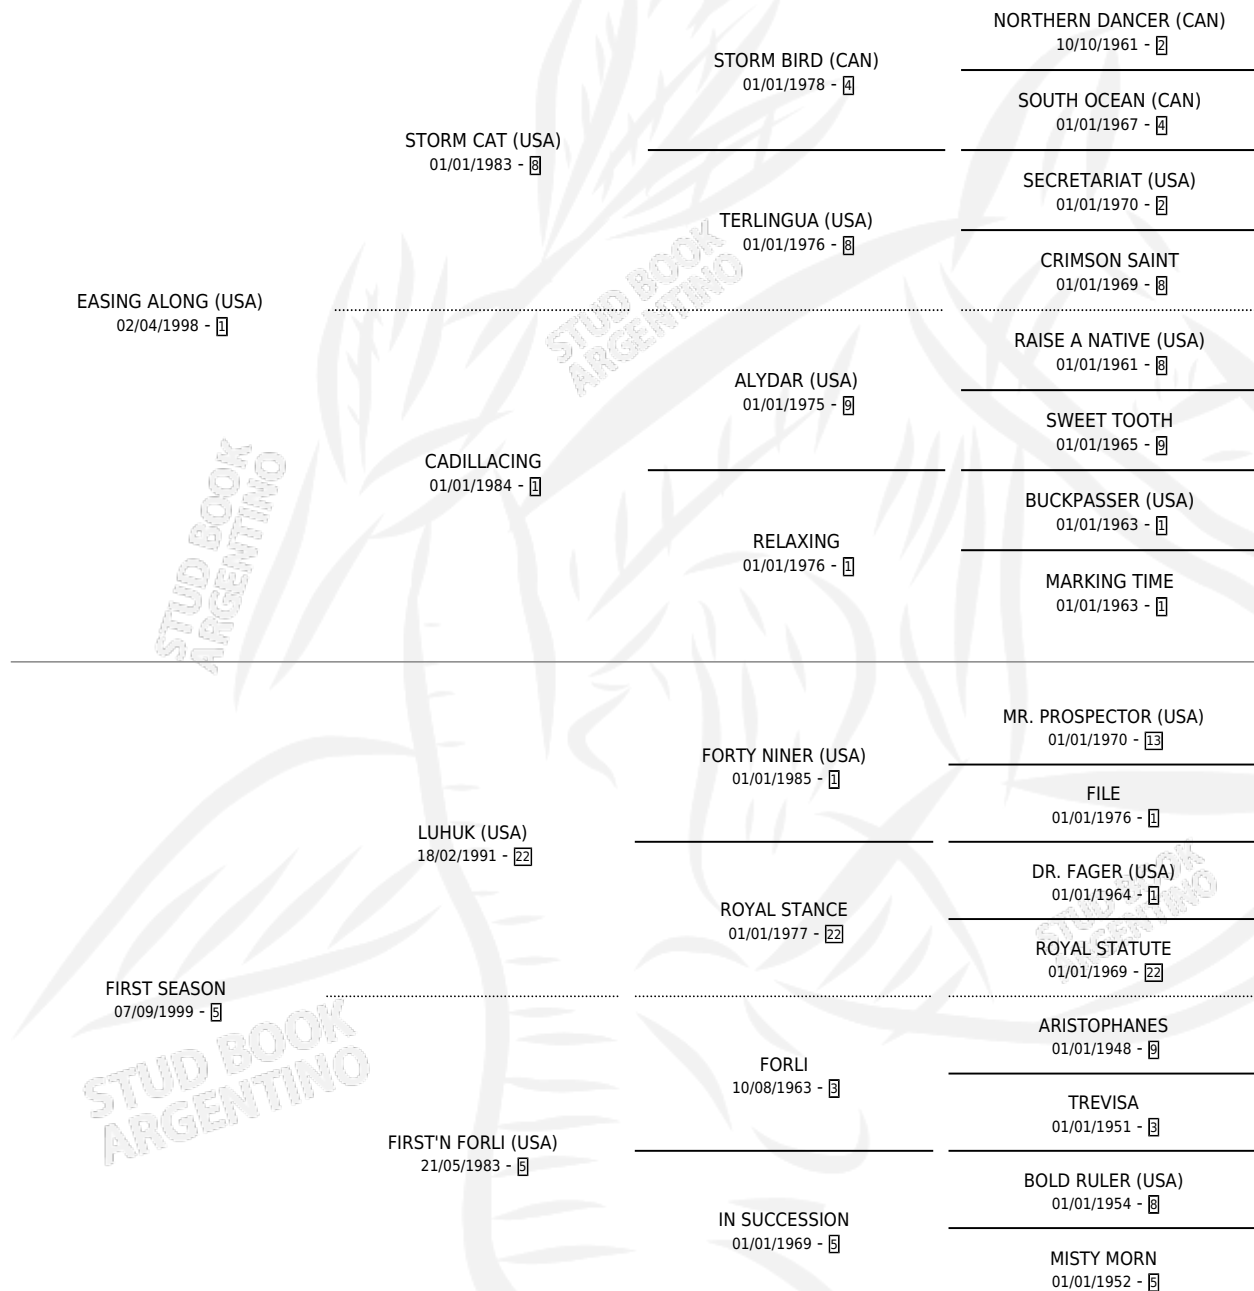 NORTHERN DANCER (CAN)
10/10/1961 - 2
STORM BIRD (CAN)
01/01/1978 - 4
SOUTH OCEAN (CAN)
01/01/1967 - 4
STORM CAT (USA)
01/01/1983 - 8
SECRETARIAT (USA)
01/01/1970 - 2
TERLINGUA (USA)
01/01/1976 - 8
CRIMSON SAINT
01/01/1969 - 8
EASING ALONG (USA)
02/04/1998 - 1
RAISE A NATIVE (USA)
01/01/1961 - 8
ALYDAR (USA)
01/01/1975 - 9
SWEET TOOTH
01/01/1965 - 9
CADILLACING
01/01/1984 - 1
BUCKPASSER (USA)
01/01/1963 - 1
RELAXING
01/01/1976 - 1
MARKING TIME
01/01/1963 - 1
MR. PROSPECTOR (USA)
01/01/1970 - 13
FORTY NINER (USA)
01/01/1985 - 1
FILE
01/01/1976 - 1
LUHUK (USA)
18/02/1991 - 22
DR. FAGER (USA)
01/01/1964 - 1
ROYAL STANCE
01/01/1977 - 22
ROYAL STATUTE
01/01/1969 - 22
FIRST SEASON
07/09/1999 - 5
ARISTOPHANES
01/01/1948 - 9
FORLI
10/08/1963 - 3
TREVISA
01/01/1951 - 3
FIRST'N FORLI (USA)
21/05/1983 - 5
BOLD RULER (USA)
01/01/1954 - 8
IN SUCCESSION
01/01/1969 - 5
MISTY MORN
01/01/1952 - 5
STUD BOOK
ARGENTINO
STUD BOOK
ARGENTINO
STUD BOOK
ARGENTINO
STUD BOOK
ARGENTINO